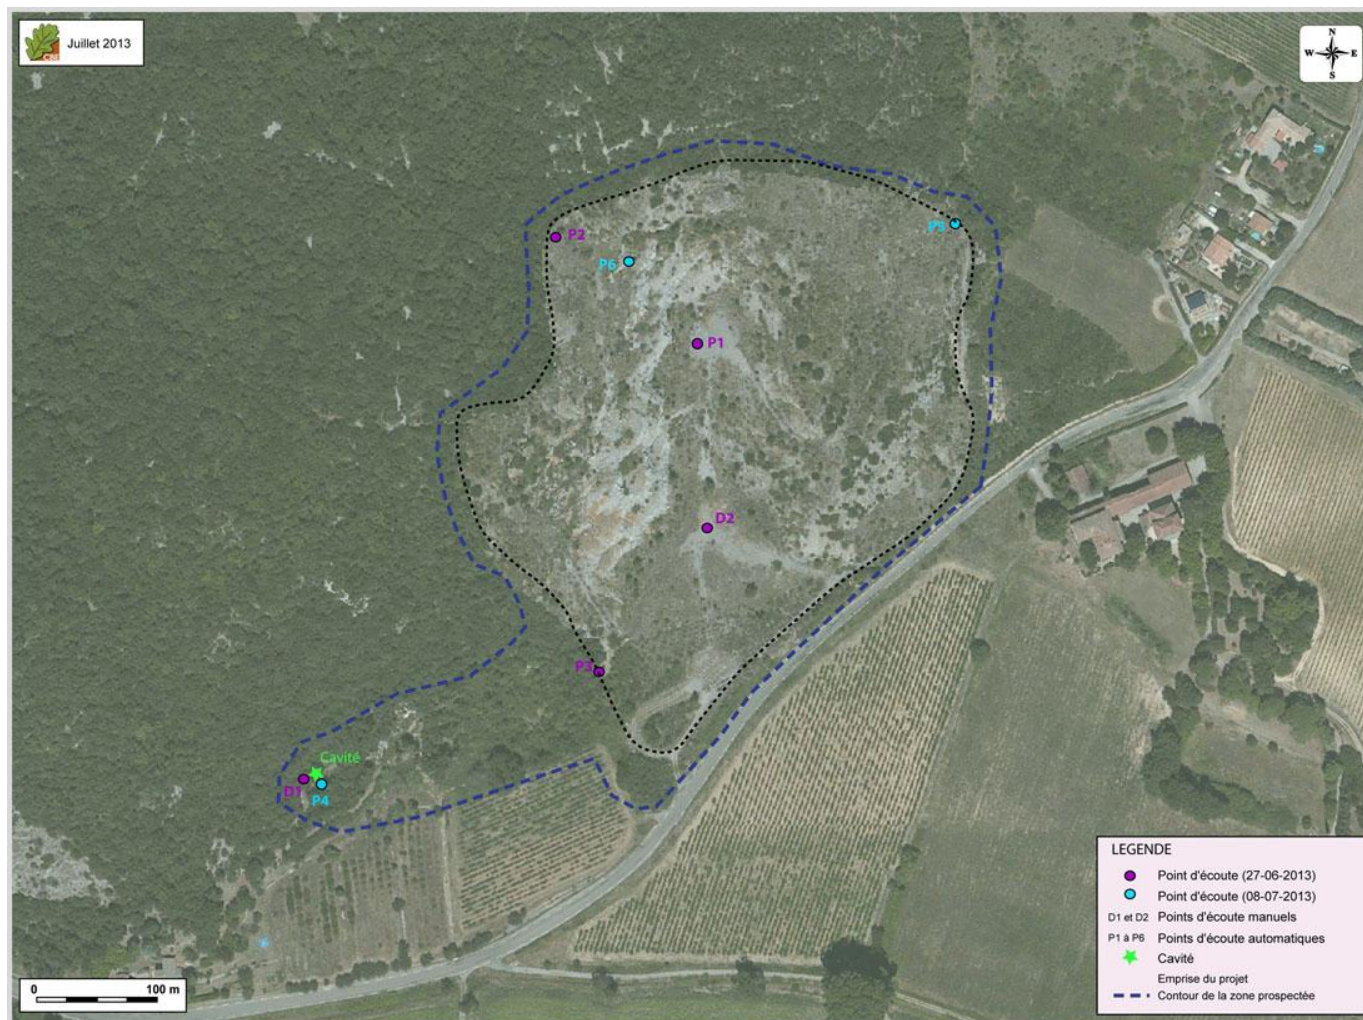 Juillet 2013
N
W E
S
P2
P5
P6
P1
D2
P3
Cavité
D1
P4
LEGENDE
Point d'écoute (27-06-2013)
Point d'écoute (08-07-2013)
D1 et D2 Points d'écoute manuels
P1 à P6 Points d'écoute automatiques
Cavité
Emprise du projet
Contour de la zone prospectée
0 100 m